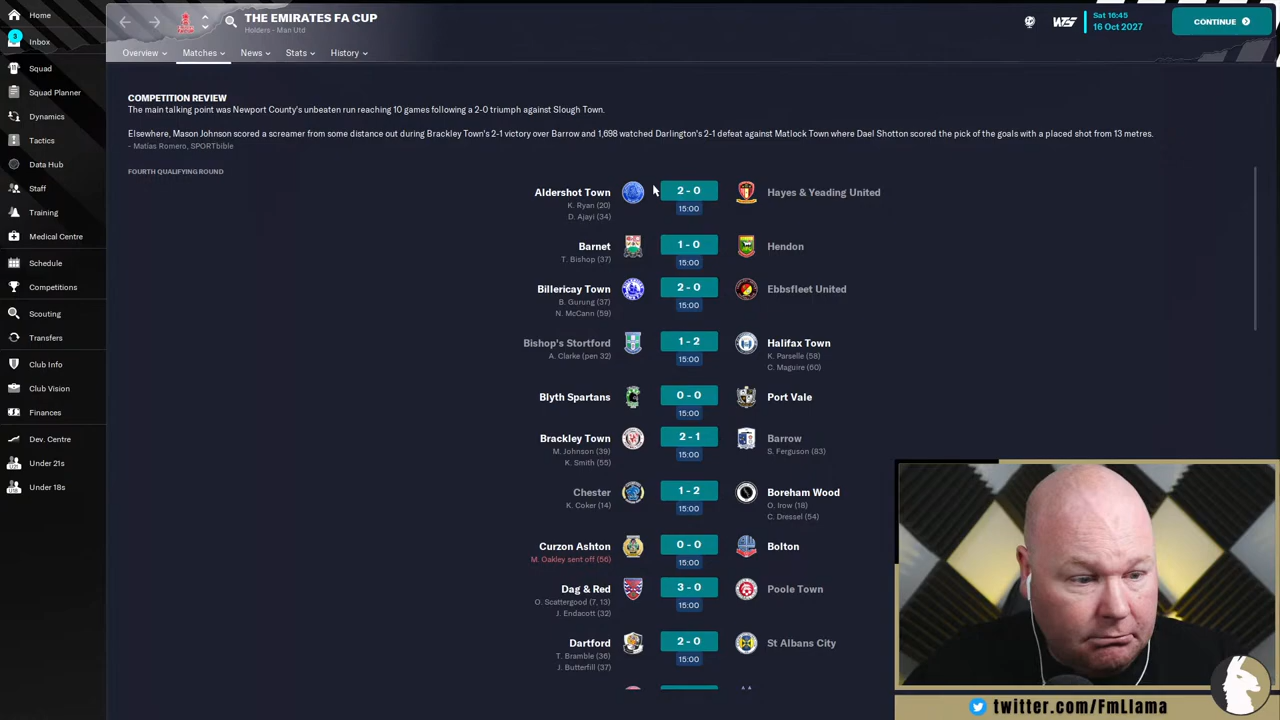 Home
3
Inbox
Squad
Squad Planner
Dynamics
Tactics
Data Hub
Staff
Training
Medical Centre
Schedule
Competitions
Scouting
Transfers
Club Info
Club Vision
Finances
Dev. Centre
Under 21s
Under 18s
THE EMIRATES FA CUP
Holders - Man Utd
Sat 16:45
16 Oct 2027
CONTINUE
Overview
Matches
News
Stats
History
COMPETITION REVIEW
The main talking point was Newport County's unbeaten run reaching 10 games following a 2-0 triumph against Slough Town.
Elsewhere, Mason Johnson scored a screamer from some distance out during Brackley Town's 2-1 victory over Barrow and 1,698 watched Darlington's 2-1 defeat against Matlock Town where Dael Shotton scored the pick of the goals with a placed shot from 13 metres.
- Matías Romero, SPORTbible
FOURTH QUALIFYING ROUND
Aldershot Town 2 - 0 Hayes & Yeading United
K. Ryan (20) 15:00
D. Ajayi (34)
Barnet 1 - 0 Hendon
T. Bishop (37) 15:00
Billericay Town 2 - 0 Ebbsfleet United
B. Gurung (37) 15:00
N. McCann (59)
Bishop's Stortford 1 - 2 Halifax Town
A. Clarke (pen 32) 15:00 K. Parselle (58)
C. Maguire (60)
Blyth Spartans 0 - 0 Port Vale
15:00
Brackley Town 2 - 1 Barrow
M. Johnson (39) 15:00 S. Ferguson (83)
K. Smith (55)
Chester 1 - 2 Boreham Wood
K. Coker (14) 15:00 O. Irow (18)
C. Dressel (54)
Curzon Ashton 0 - 0 Bolton
M. Oakley sent off (56) 15:00
Dag & Red 3 - 0 Poole Town
O. Scattergood (7, 13) 15:00
J. Endacott (32)
Dartford 2 - 0 St Albans City
T. Bramble (36) 15:00
J. Butterfill (37)
twitter.com/FmLlama